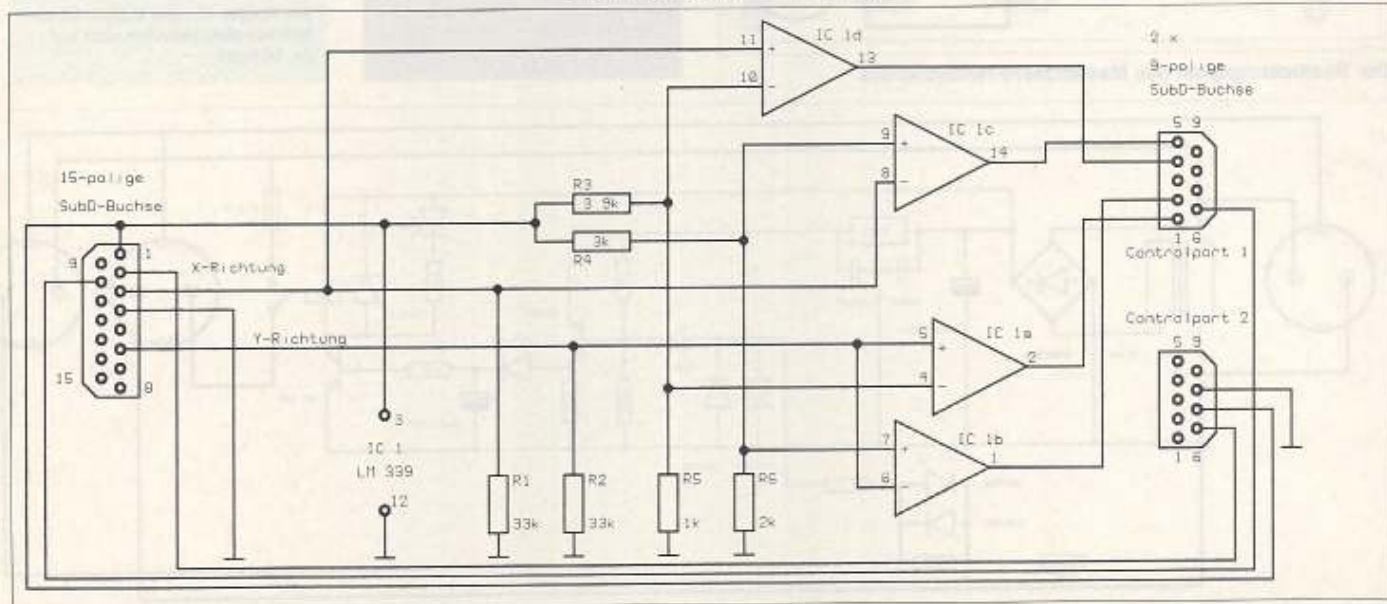 IC 1d
11
+
10
-
13
2 x
9-polige
SubD-Buchse
5 9
1 6
Controlport 1
IC 1c
9
+
8
-
14
15-polige
SubD-Buchse
9
1
15
8
X-Richtung
Y-Richtung
R3
3 9k
3k
R4
Controlport 2
5 9
1 6
IC 1a
5
+
4
-
2
IC 1b
7
+
6
-
1
3
IC 1
LM 339
12
R1
33k
R2
33k
R5
1k
R6
2k